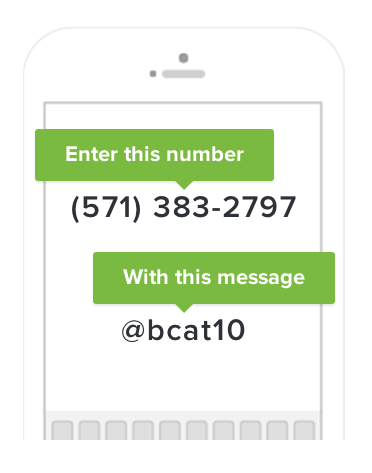 Enter this number
(571) 383-2797
With this message
@bcat10